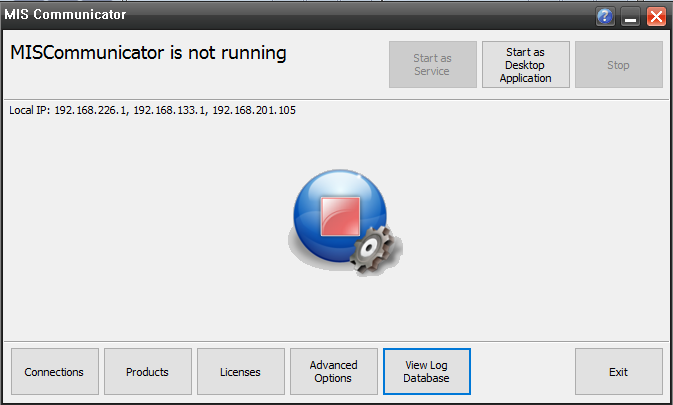 MIS Communicator
MISCommunicator is not running
Start as
Service
Start as
Desktop
Application
Stop
Local IP: 192.168.226.1, 192.168.133.1, 192.168.201.105
Connections
Products
Licenses
Advanced
Options
View Log
Database
Exit